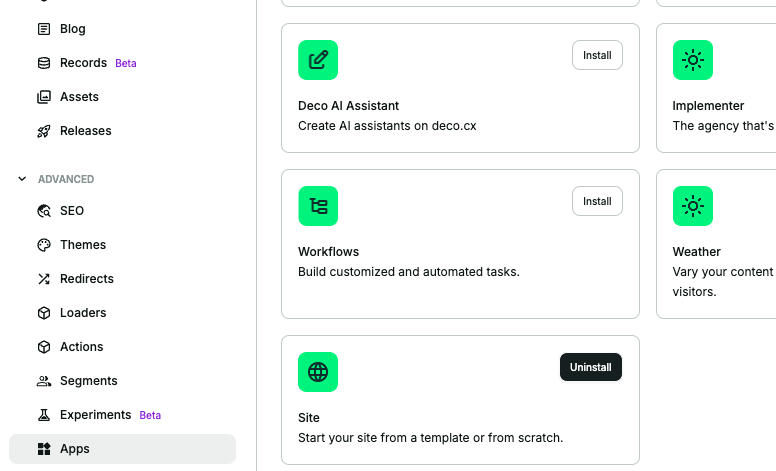 Blog
Records Beta
Assets
Releases
ADVANCED
SEO
Themes
Redirects
Loaders
Actions
Segments
Experiments Beta
Apps
Install
Deco AI Assistant
Create AI assistants on deco.cx
Implementer
The agency that's
Install
Workflows
Build customized and automated tasks.
Weather
Vary your content
visitors.
Uninstall
Site
Start your site from a template or from scratch.